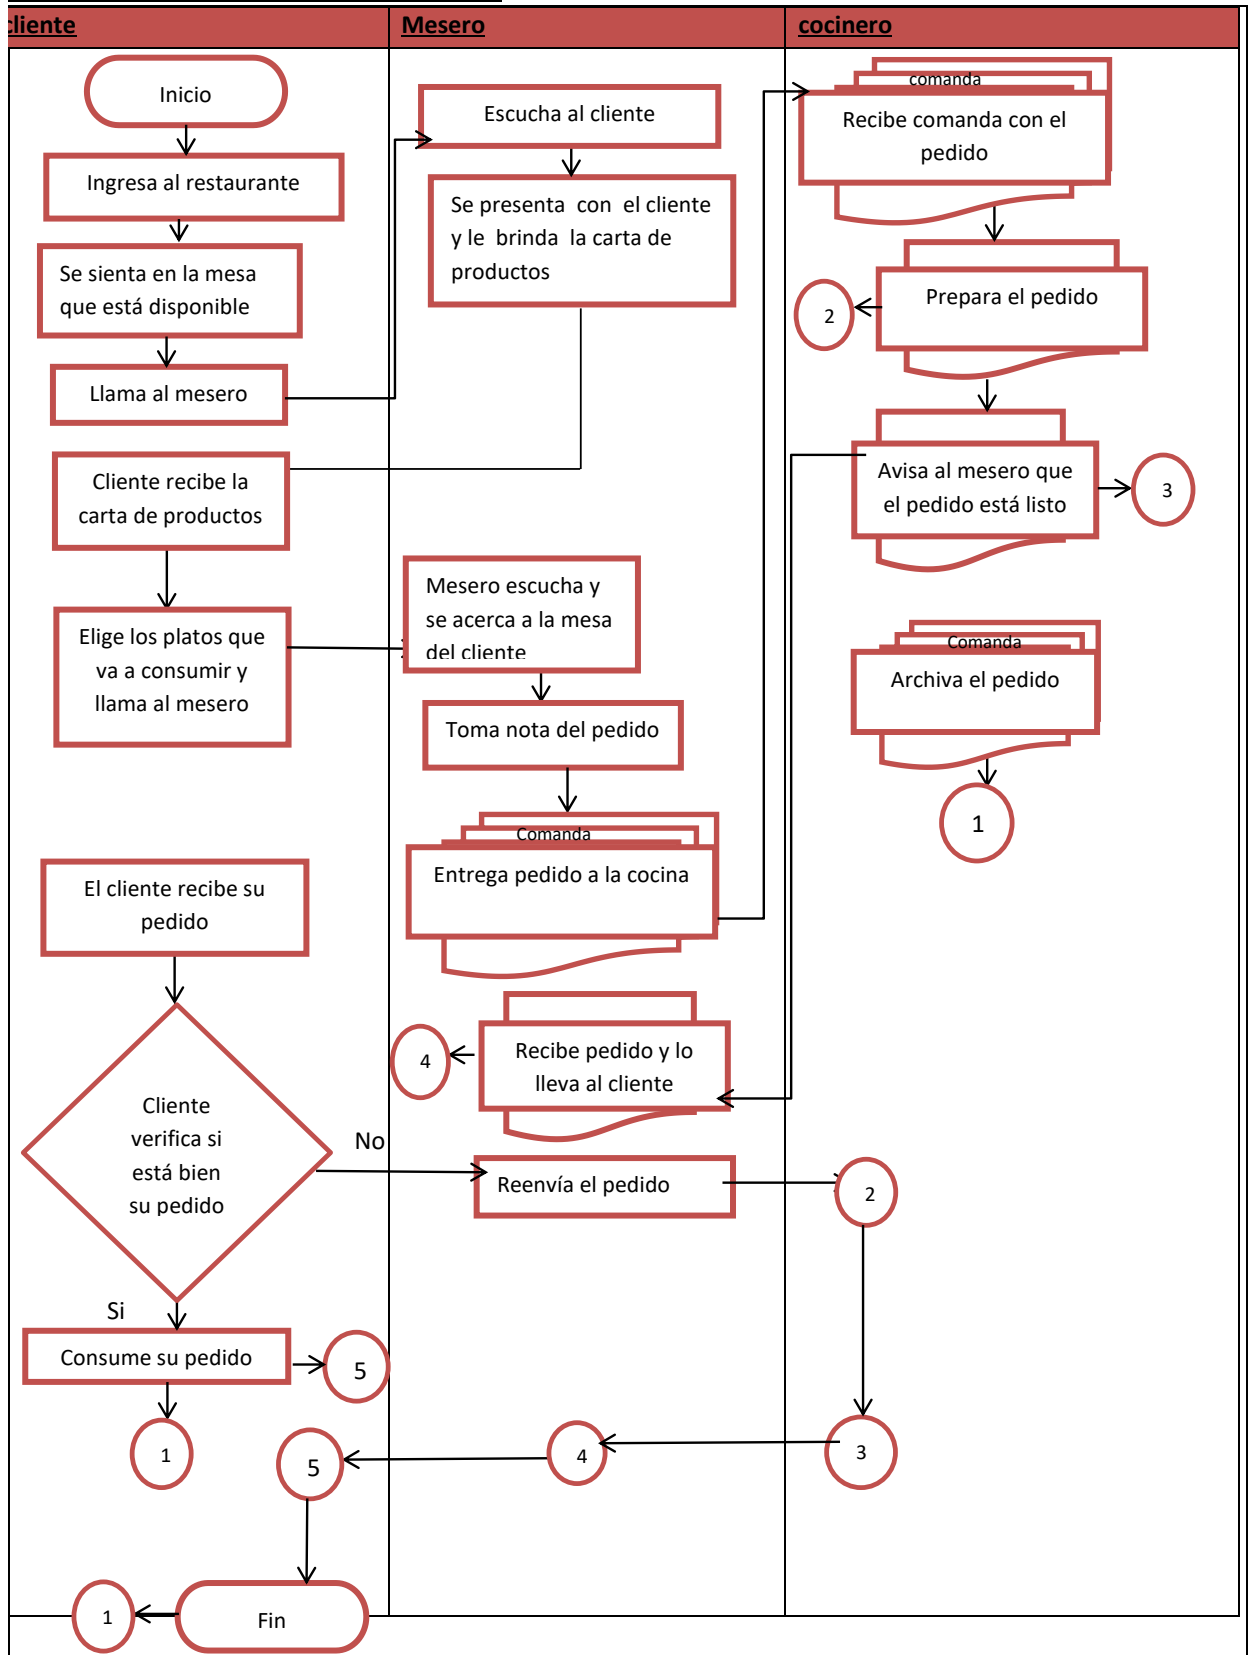 cliente
Mesero
cocinero
Inicio
Ingresa al restaurante
Se sienta en la mesa
que está disponible
Llama al mesero
Cliente recibe la
carta de productos
Elige los platos que
va a consumir y
llama al mesero
El cliente recibe su
pedido
Cliente
verifica si
está bien
su pedido
No
Si
Consume su pedido
5
1
5
1
Fin
Escucha al cliente
Se presenta con el cliente
y le brinda la carta de
productos
Mesero escucha y
se acerca a la mesa
del cliente
Toma nota del pedido
Comanda
Entrega pedido a la cocina
Recibe pedido y lo
lleva al cliente
4
Reenvía el pedido
4
comanda
Recibe comanda con el
pedido
Prepara el pedido
2
Avisa al mesero que
el pedido está listo
3
Comanda
Archiva el pedido
1
2
3